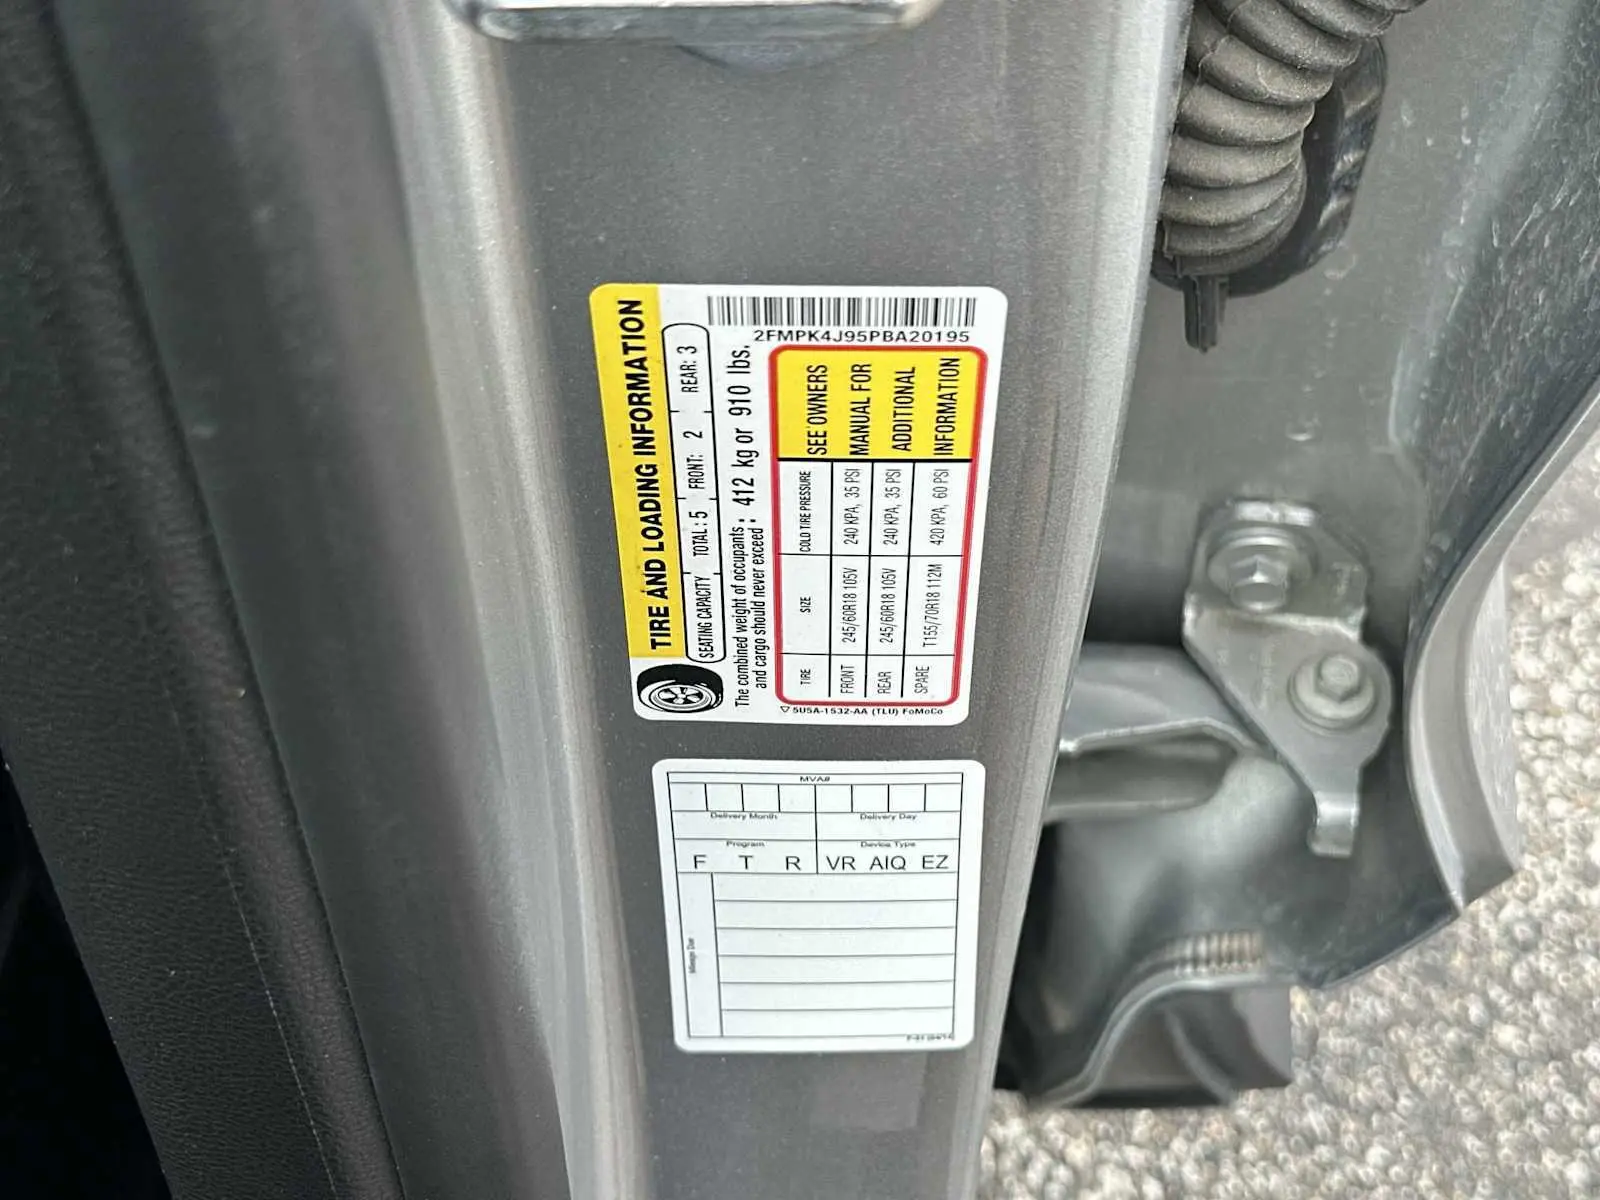 2FMPK4J95PBA20195
TIRE AND LOADING INFORMATION
SEATING CAPACITY TOTAL: 5 FRONT: 2 REAR: 3
The combined weight of occupants and cargo should never exceed: 412 kg or 910 lbs.
TIRE SIZE COLD TIRE PRESSURE
FRONT 245/60R18 105V 240 KPA, 35 PSI
REAR 245/60R18 105V 240 KPA, 35 PSI
SPARE T155/70R18 112M 420 KPA, 60 PSI
SEE OWNERS
MANUAL FOR
ADDITIONAL
INFORMATION
5U5A-1532-AA (TLU) FoMoCo
MVA#
Delivery Month Delivery Day
Program Device Type
F T R VR AIQ EZ
Mileage Due